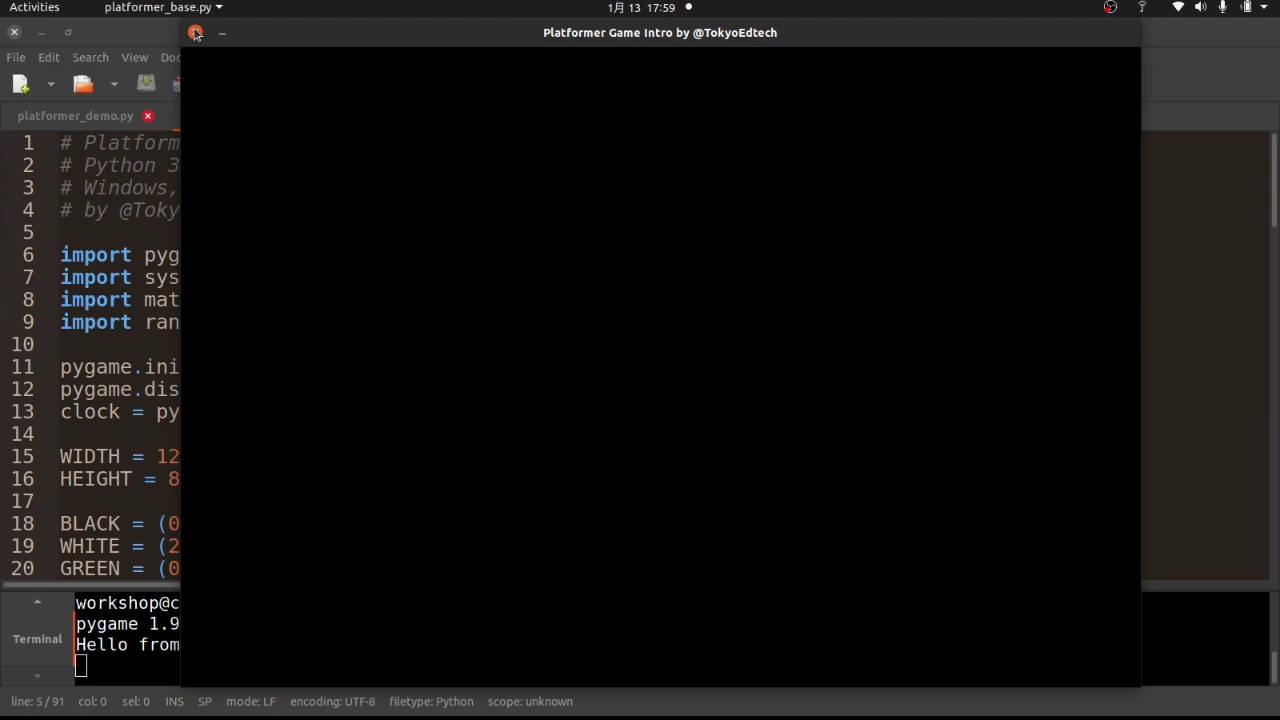 Activities platformer_base.py 1月 13 17:59
Platformer Game Intro by @TokyoEdtech
File Edit Search View Doc
platformer_demo.py
1 # Platform
2 # Python 3
3 # Windows,
4 # by @Toky
5
6 import pyg
7 import sys
8 import mat
9 import ran
10
11 pygame.ini
12 pygame.dis
13 clock = py
14
15 WIDTH = 12
16 HEIGHT = 8
17
18 BLACK = (0
19 WHITE = (2
20 GREEN = (0
workshop@c
pygame 1.9
Terminal
Hello from
line: 5 / 91 col: 0 sel: 0 INS SP mode: LF encoding: UTF-8 filetype: Python scope: unknown